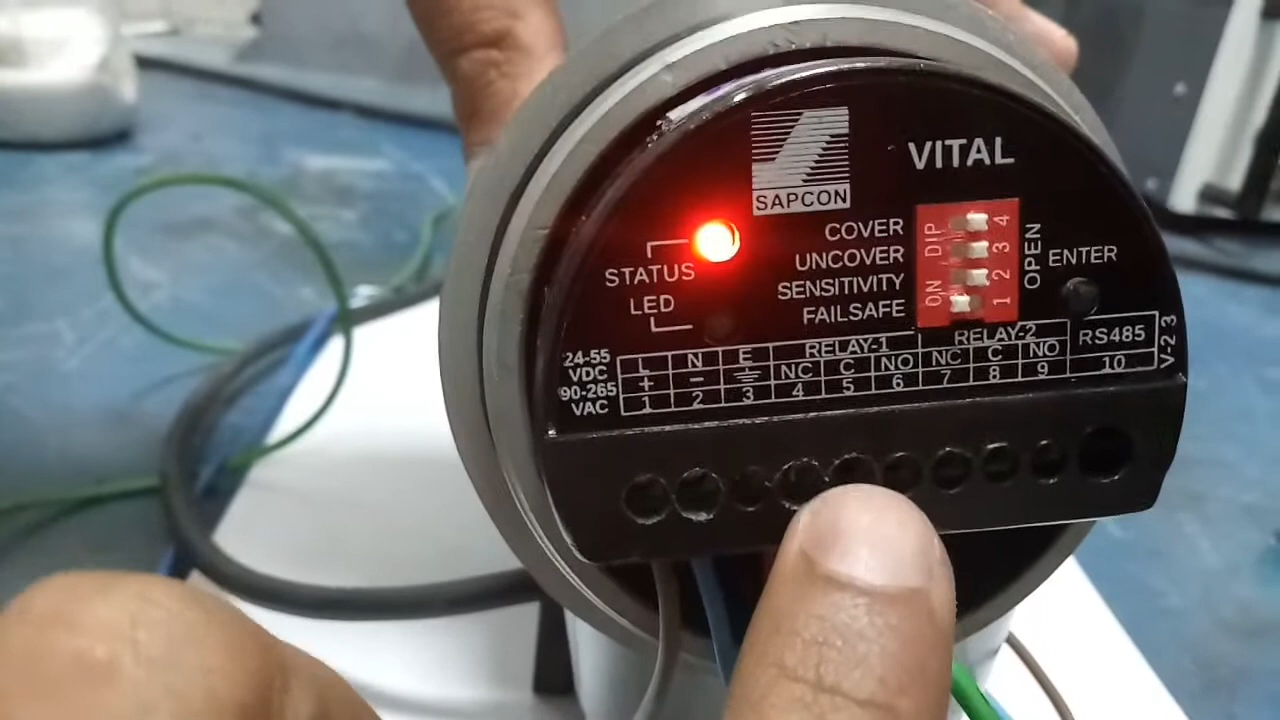 SAPCON
VITAL
STATUS
LED
COVER
UNCOVER
SENSITIVITY
FAILSAFE
ON DIP
1 2 3 4
OPEN
ENTER
24-55
VDC
90-265
VAC
L N E RELAY-1 RELAY-2 RS485
+ − NC C NO NC C NO
1 2 3 4 5 6 7 8 9 10
V-2.3